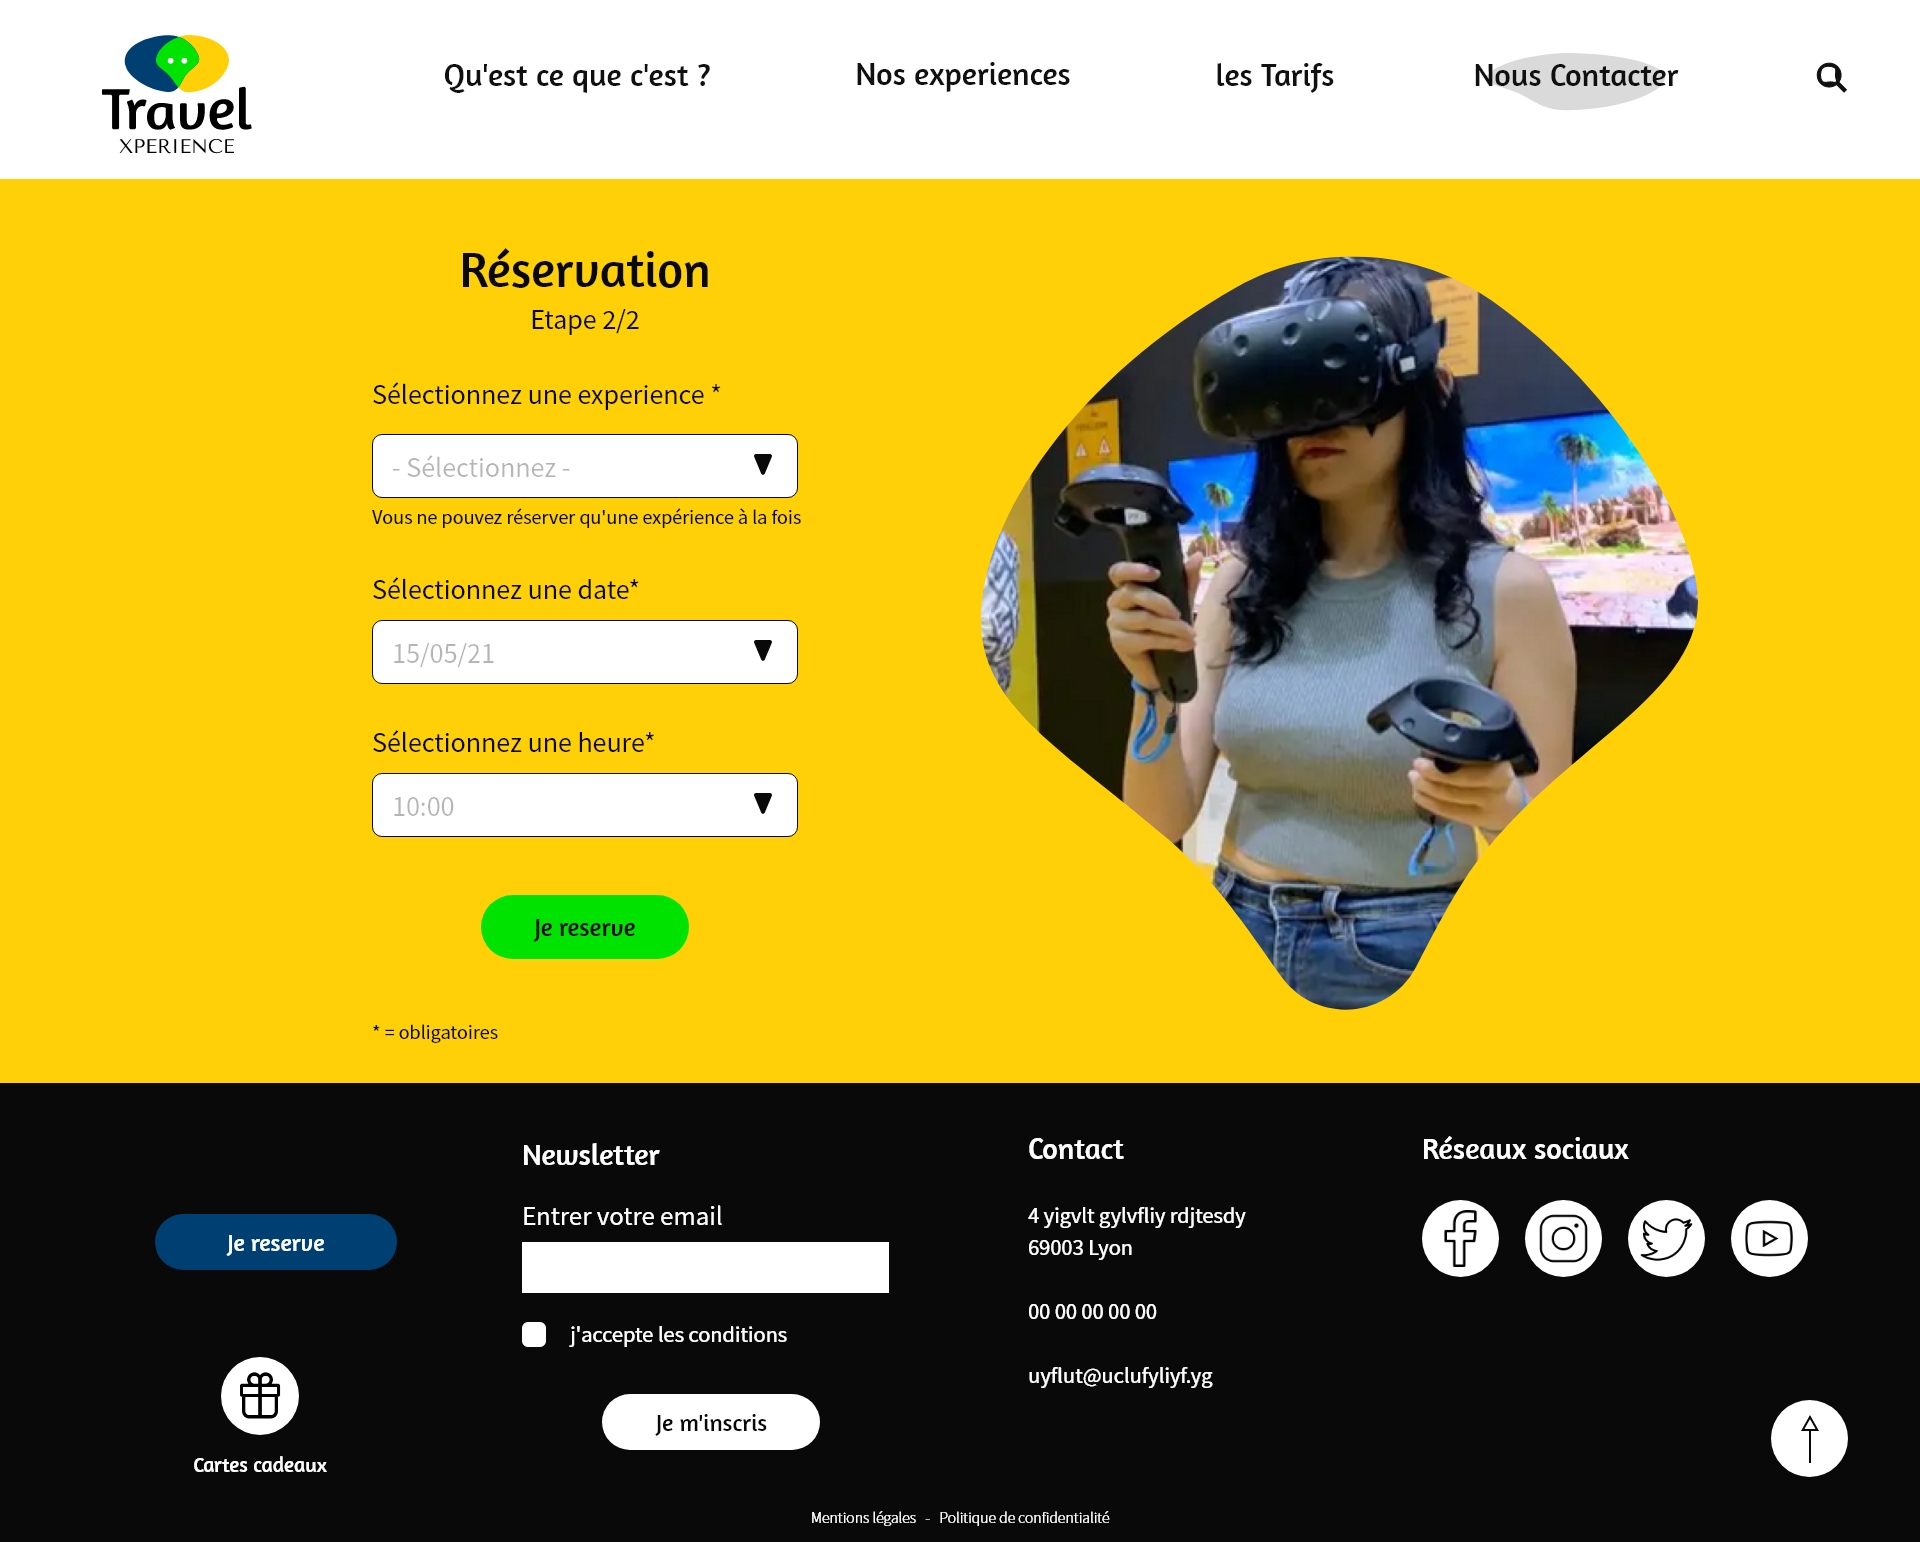 Travel
XPERIENCE
Qu'est ce que c'est ?
Nos experiences
les Tarifs
Nous Contacter
Réservation
Etape 2/2
Sélectionnez une experience *
- Sélectionnez -
Vous ne pouvez réserver qu'une expérience à la fois
Sélectionnez une date*
15/05/21
Sélectionnez une heure*
10:00
Je reserve
* = obligatoires
Je reserve
Cartes cadeaux
Newsletter
Entrer votre email
j'accepte les conditions
Je m'inscris
Contact
4 yigvlt gylvfliy rdjtesdy
69003 Lyon
00 00 00 00 00
uyflut@uclufyliyf.yg
Réseaux sociaux
Mentions légales - Politique de confidentialité